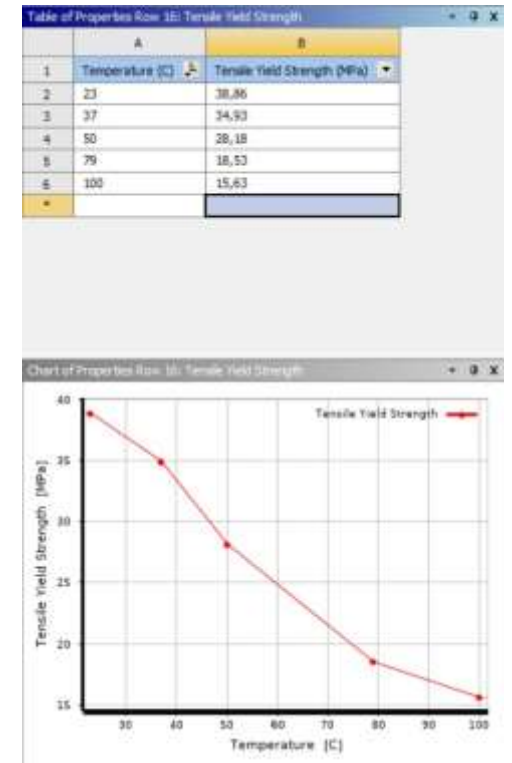 Table of Properties Row 16: Tensile Yield Strength
A B
1 Temperature (C) Tensile Yield Strength (MPa)
2 23 38,86
3 37 34,93
4 50 28,18
5 79 18,53
6 100 15,63
*
Chart of Properties Row 16: Tensile Yield Strength
Tensile Yield Strength
Tensile Yield Strength [MPa]
40
35
30
25
20
15
30 40 50 60 70 80 90 100
Temperature [C]